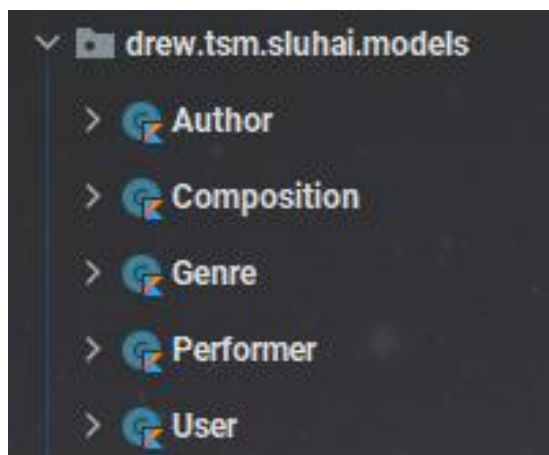 drew.tsm.sluhai.models
Author
Composition
Genre
Performer
User